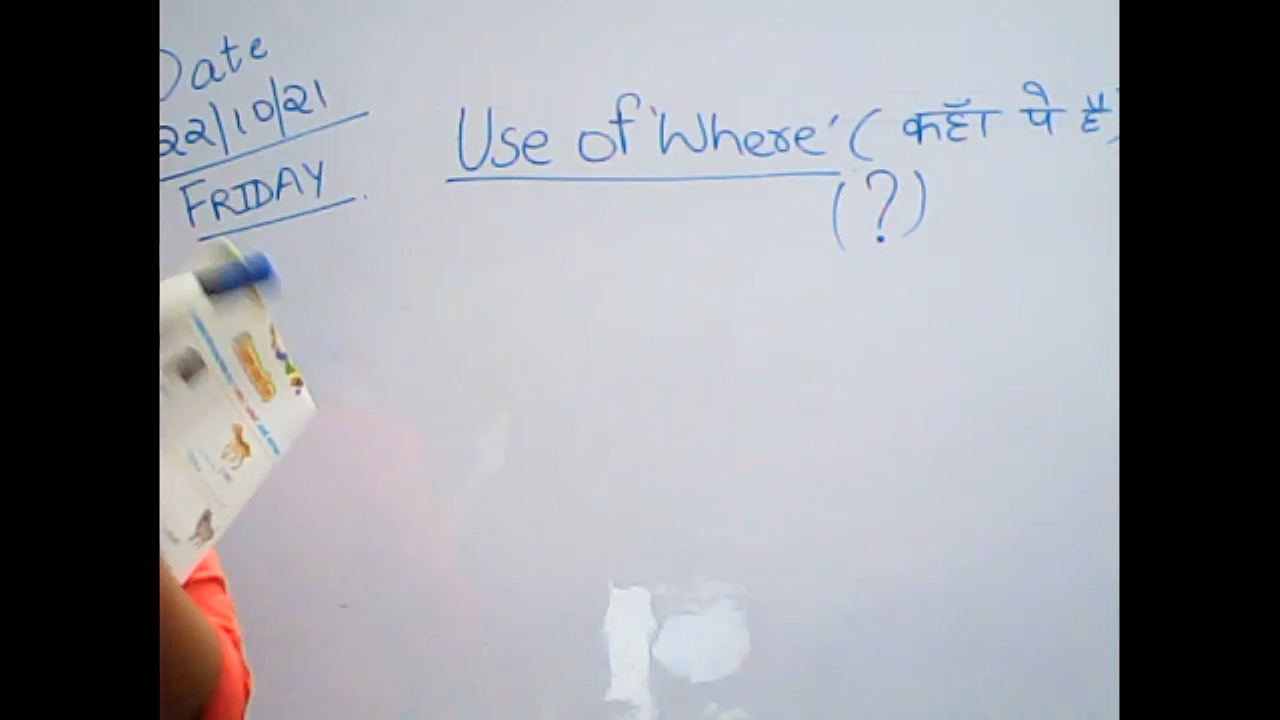 Date
22/10/21
FRIDAY.
Use of 'Where' ( कहाँ पे है)
(?)